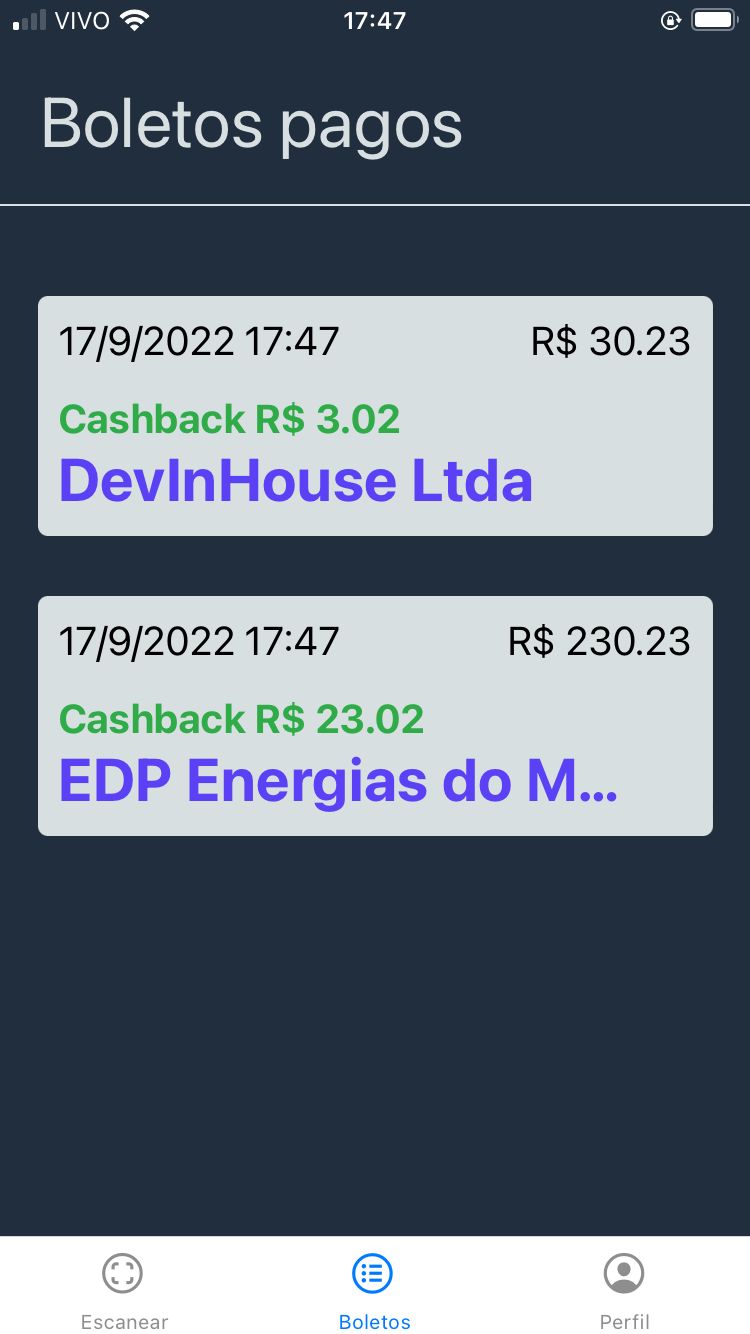 VIVO 17:47
Boletos pagos
17/9/2022 17:47 R$ 30.23
Cashback R$ 3.02
DevInHouse Ltda
17/9/2022 17:47 R$ 230.23
Cashback R$ 23.02
EDP Energias do M...
Escanear Boletos Perfil